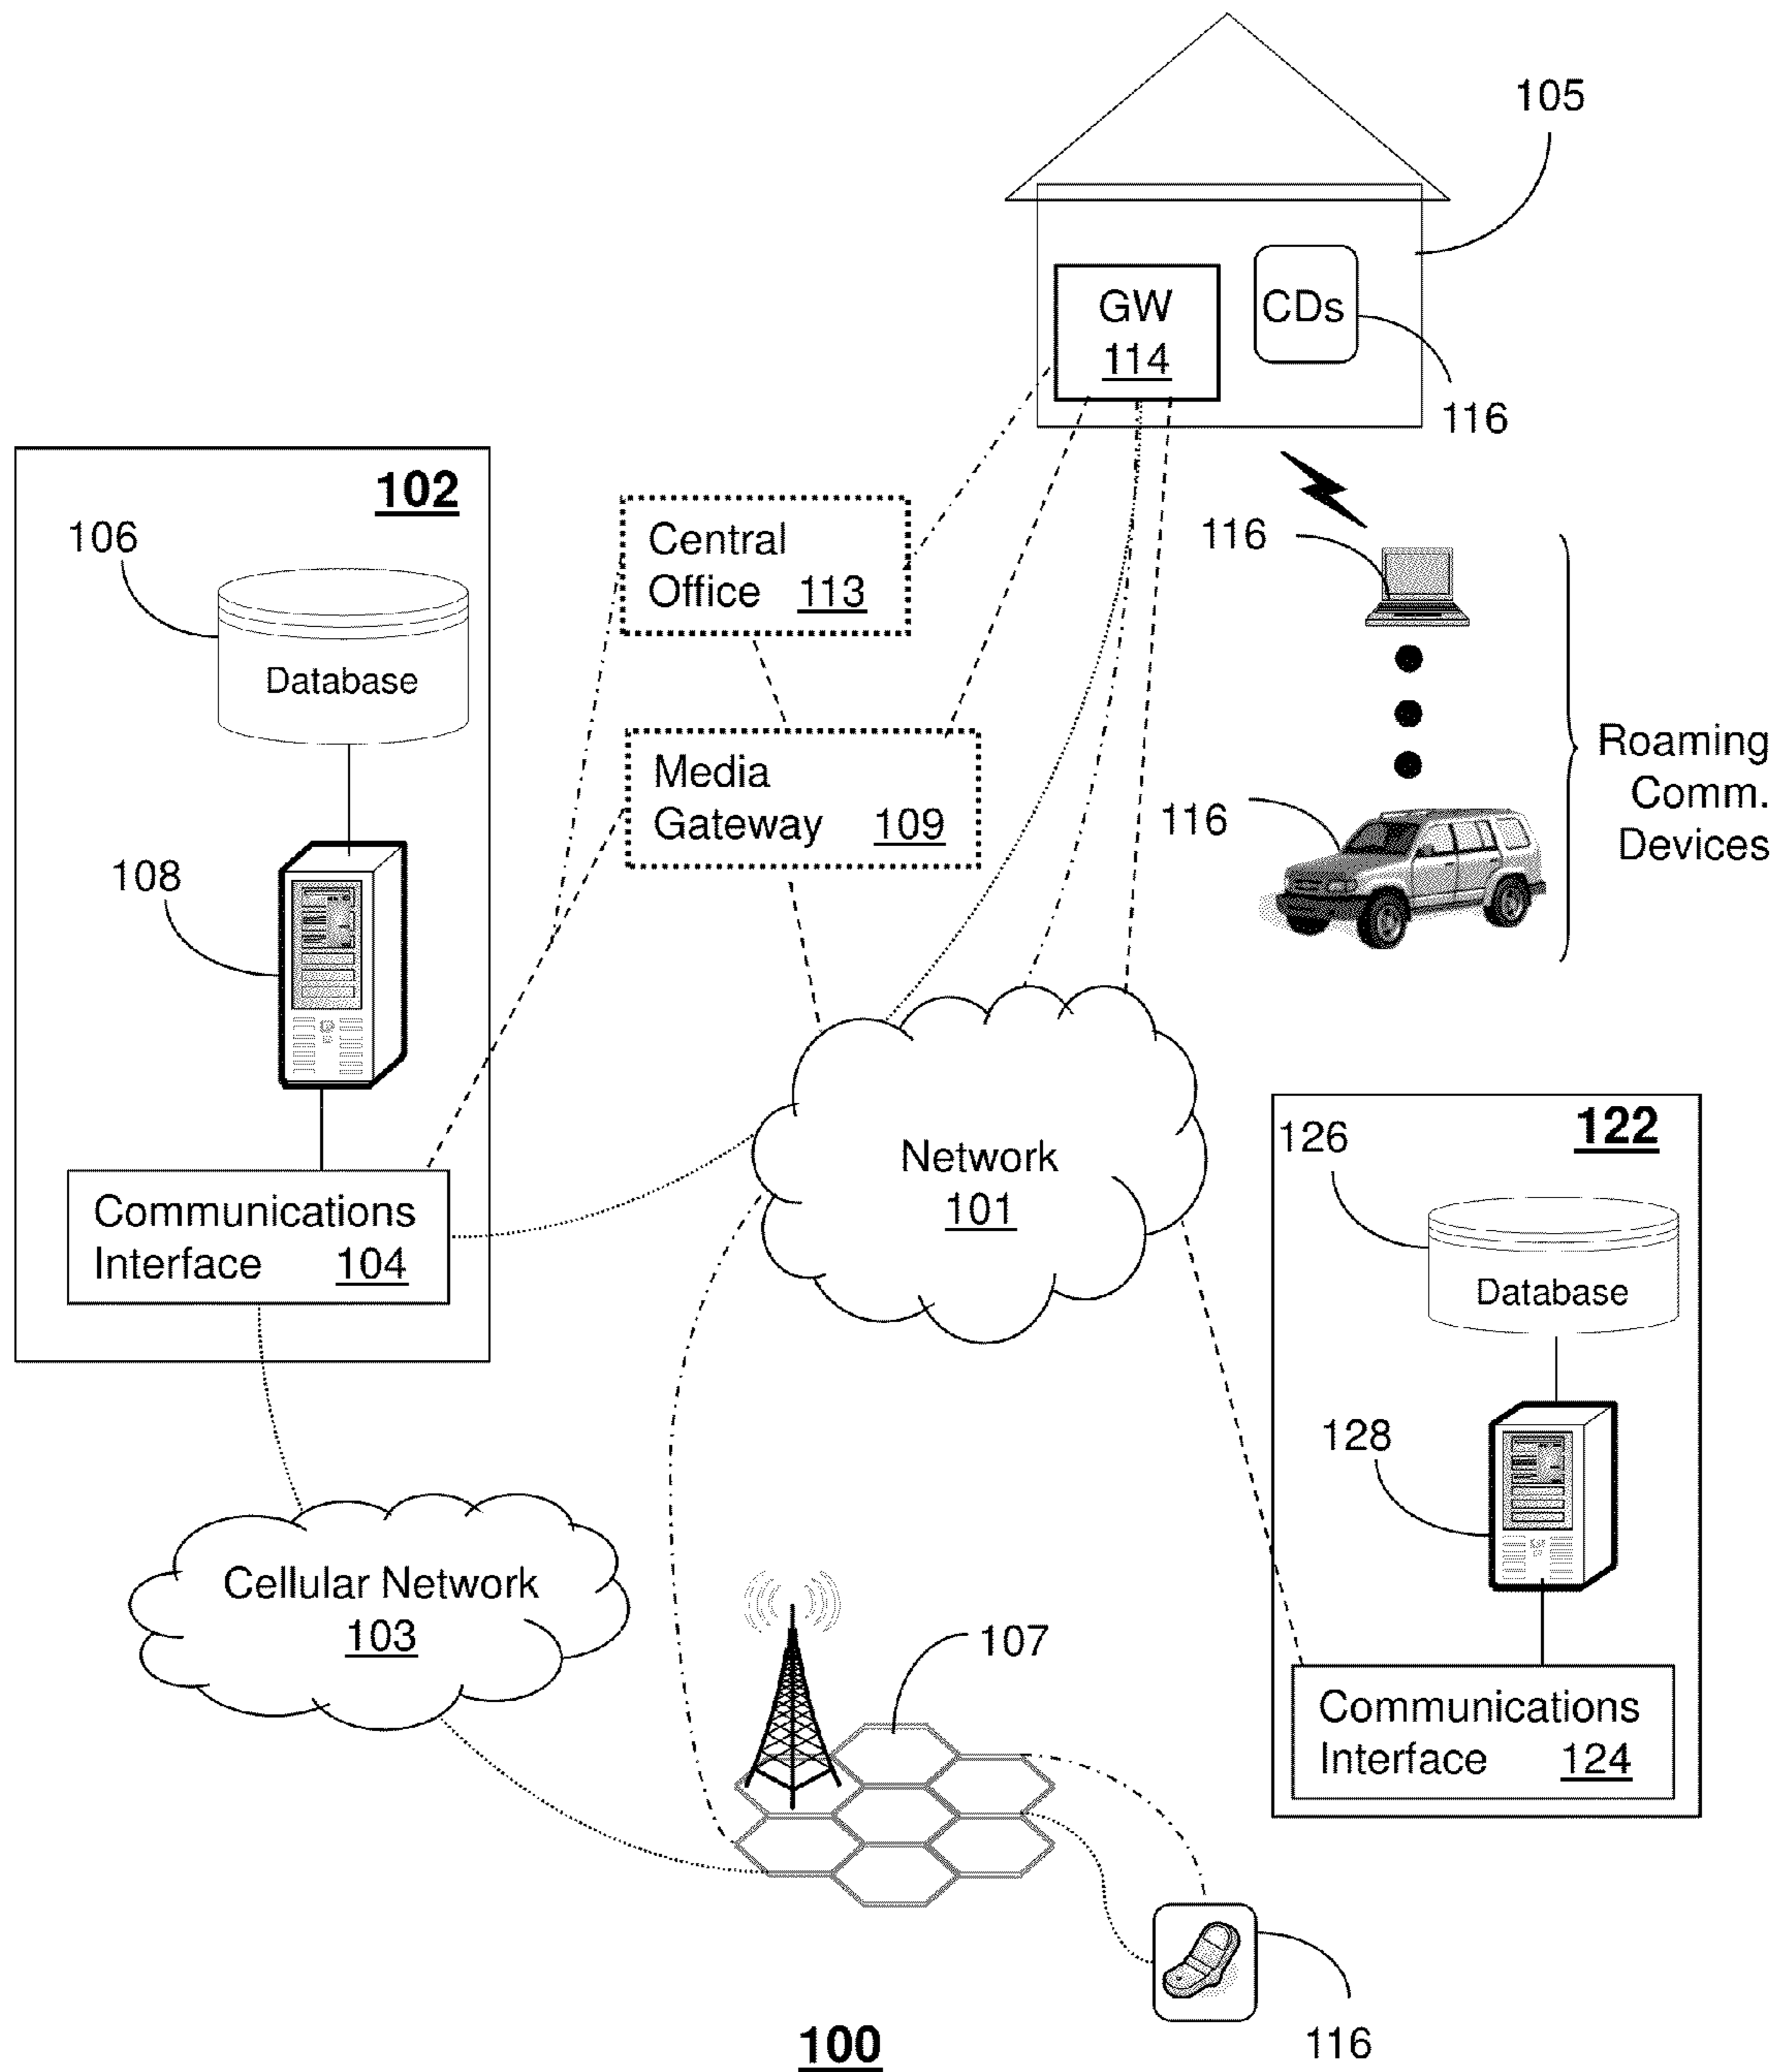 105
GW
114
CDs
116
102
106
Database
Central
Office 113
116
108
Media
Gateway 109
116
Roaming
Comm.
Devices
Communications
Interface 104
Network
101
122
126
Database
128
Cellular Network
103
107
Communications
Interface 124
116
100